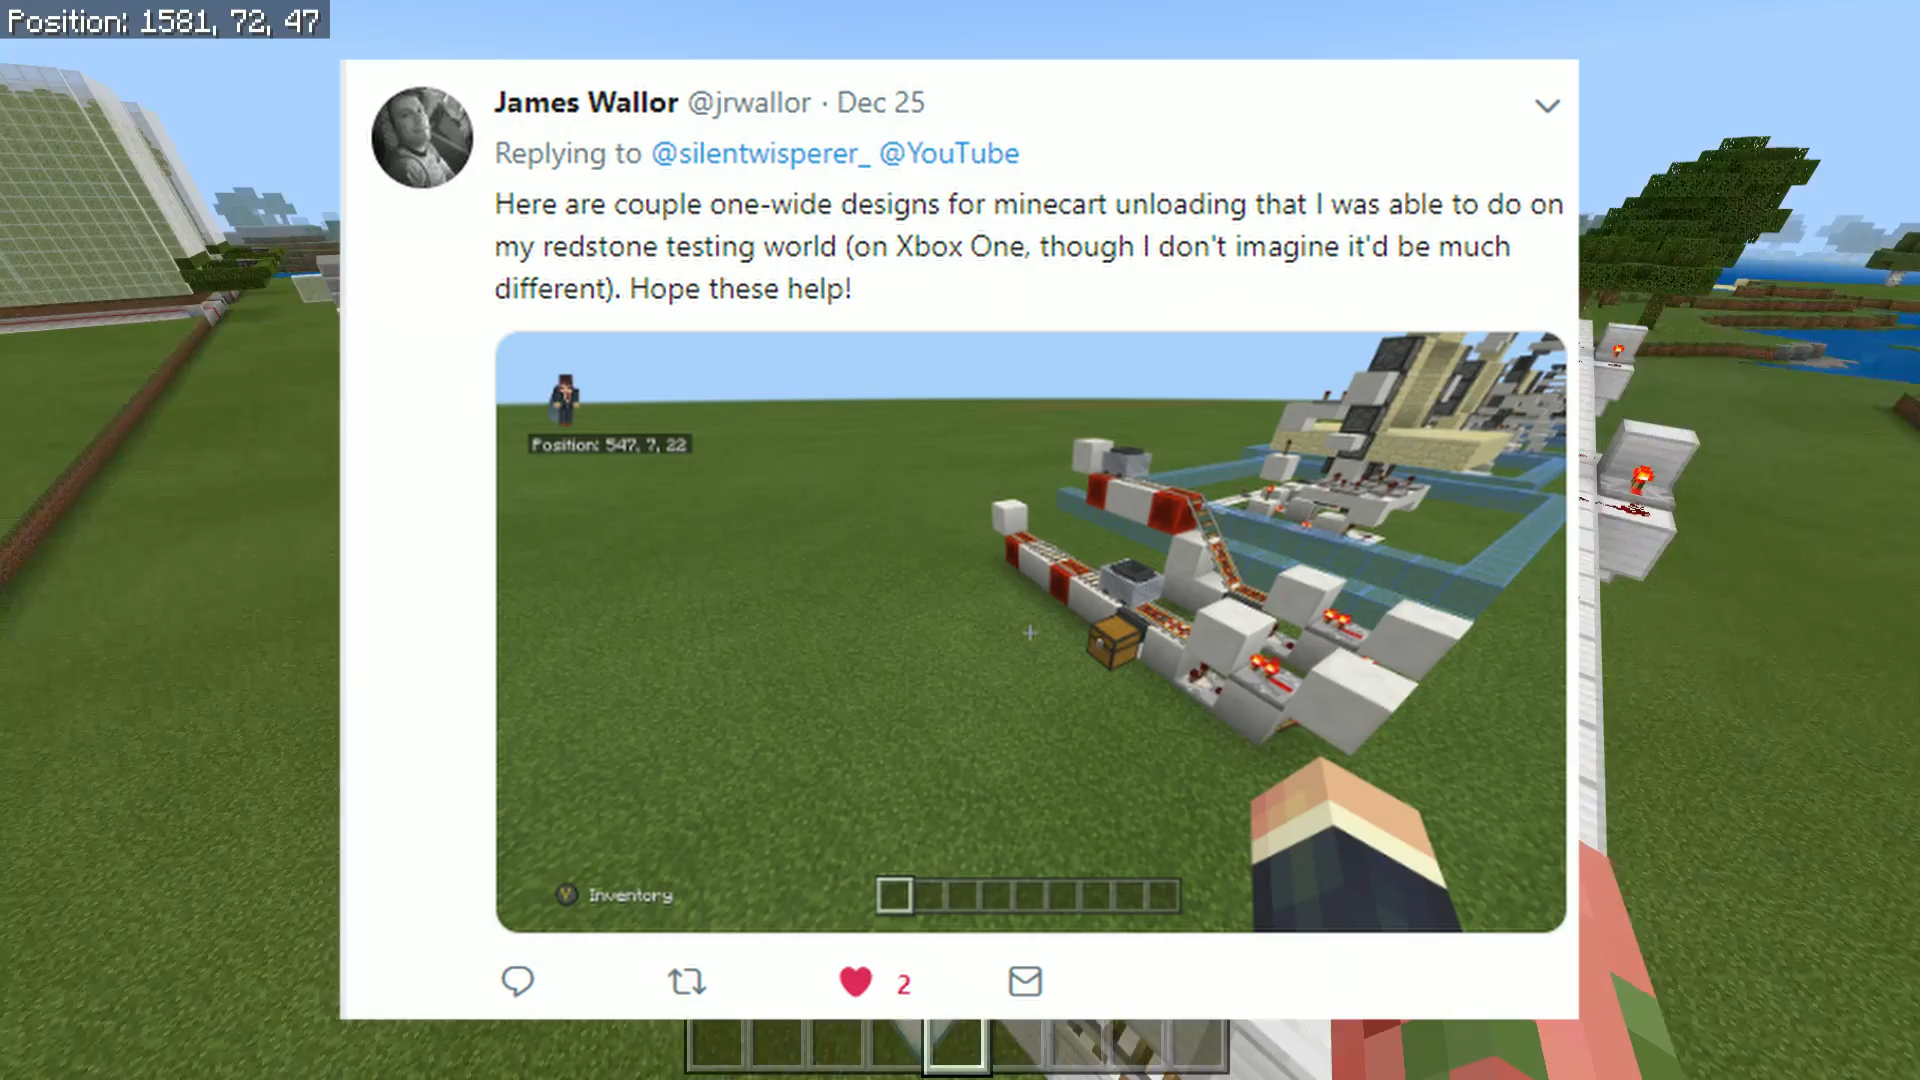 Position: 1581, 72, 47
James Wallor @jrwallor · Dec 25
Replying to @silentwisperer_ @YouTube
Here are couple one-wide designs for minecart unloading that I was able to do on
my redstone testing world (on Xbox One, though I don't imagine it'd be much
different). Hope these help!
Position: 547, 7, 22
Y Inventory
2